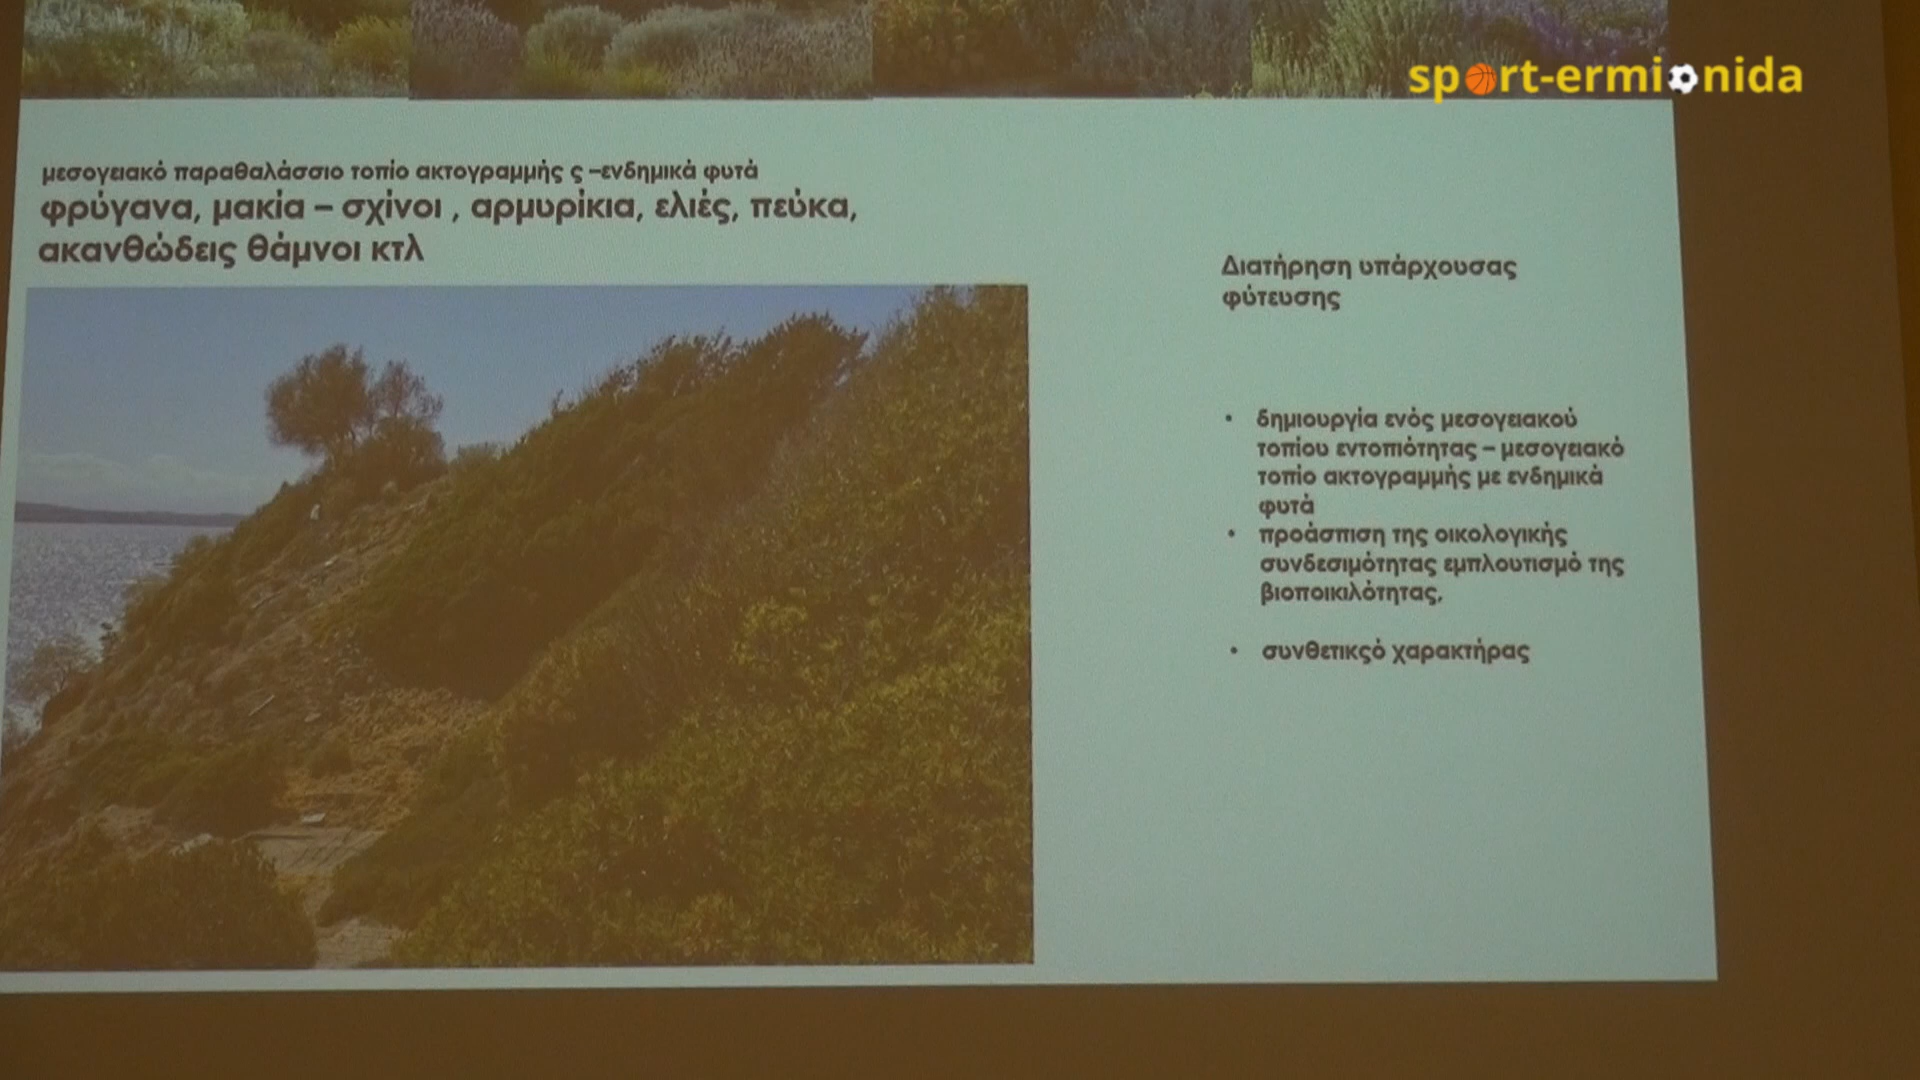 sport-ermionida
μεσογειακό παραθαλάσσιο τοπίο ακτογραμμής ς –ενδημικά φυτά
φρύγανα, μακία – σχίνοι , αρμυρίκια, ελιές, πεύκα,
ακανθώδεις θάμνοι κτλ
Διατήρηση υπάρχουσας
φύτευσης
• δημιουργία ενός μεσογειακού
τοπίου εντοπιότητας – μεσογειακό
τοπίο ακτογραμμής με ενδημικά
φυτά
• προάσπιση της οικολογικής
συνδεσιμότητας εμπλουτισμό της
βιοποικιλότητας,
• συνθετικςό χαρακτήρας